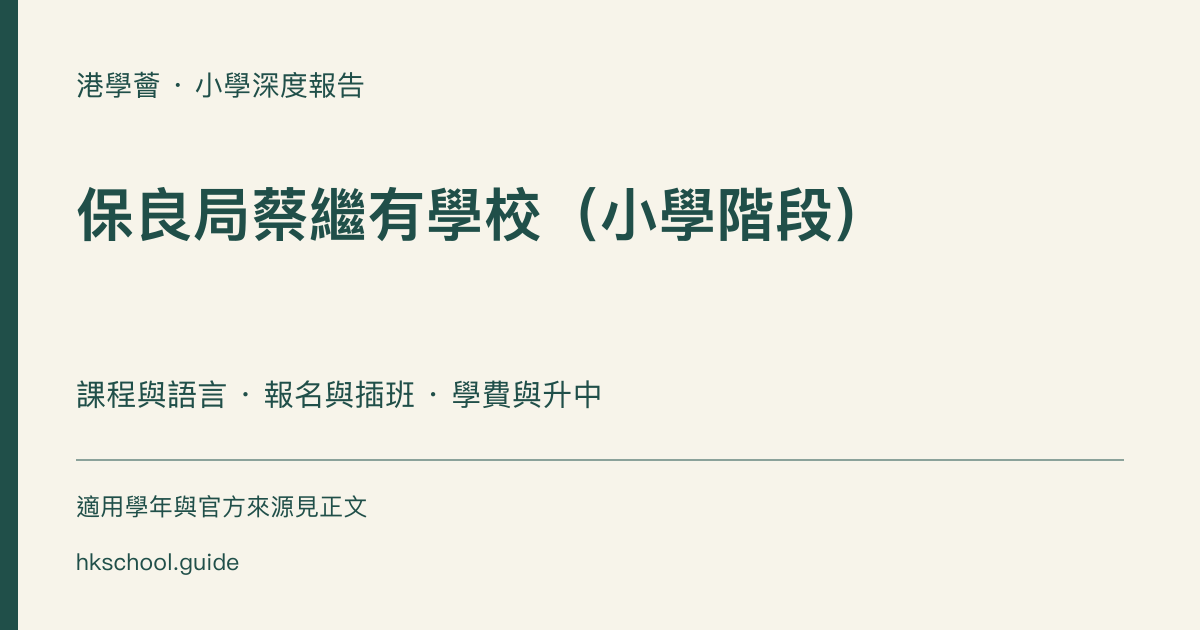 港學薈 · 小學深度報告
保良局蔡繼有學校（小學階段）
課程與語言 · 報名與插班 · 學費與升中
適用學年與官方來源見正文
hkschool.guide